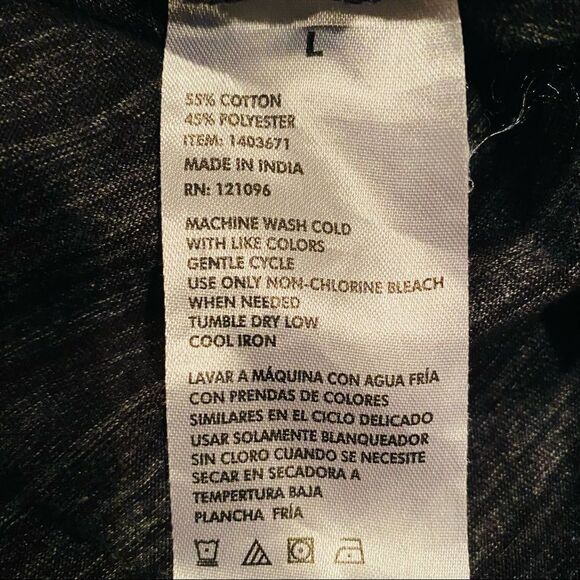 L
55% COTTON
45% POLYESTER
ITEM: 1403671
MADE IN INDIA
RN: 121096
MACHINE WASH COLD
WITH LIKE COLORS
GENTLE CYCLE
USE ONLY NON-CHLORINE BLEACH
WHEN NEEDED
TUMBLE DRY LOW
COOL IRON
LAVAR A MÁQUINA CON AGUA FRÍA
CON PRENDAS DE COLORES
SIMILARES EN EL CICLO DELICADO
USAR SOLAMENTE BLANQUEADOR
SIN CLORO CUANDO SE NECESITE
SECAR EN SECADORA A
TEMPERTURA BAJA
PLANCHA FRÍA